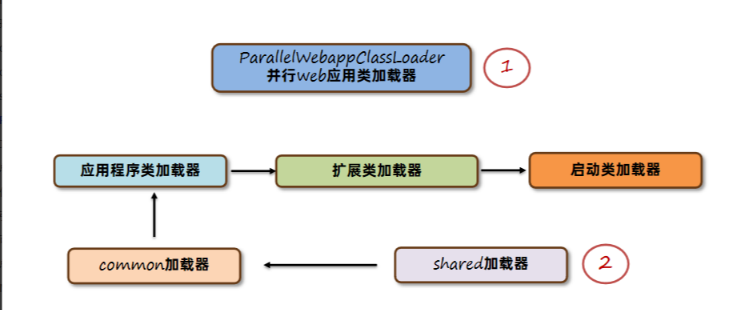 ParallelWebappClassLoader
并行Web应用类加载器
1
应用程序类加载器
扩展类加载器
启动类加载器
common加载器
shared加载器
2